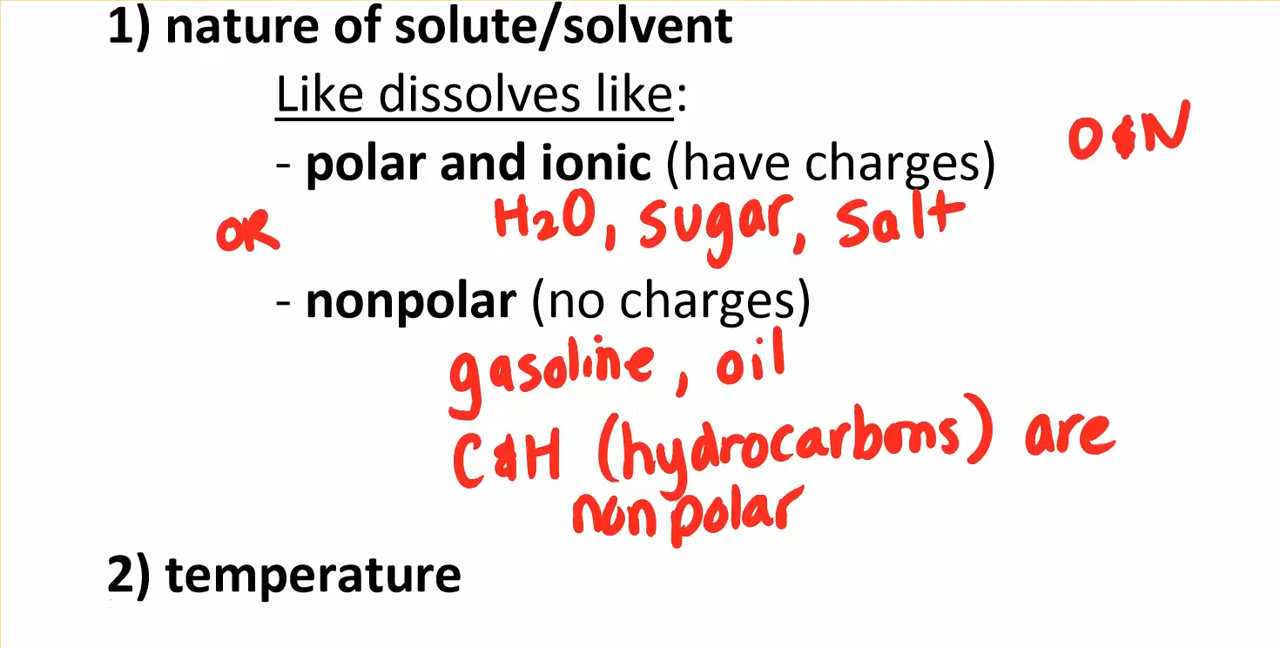 1) nature of solute/solvent
Like dissolves like:
- polar and ionic (have charges) O & N
OR H₂O, sugar, salt
- nonpolar (no charges)
gasoline, oil
C & H (hydrocarbons) are
nonpolar
2) temperature